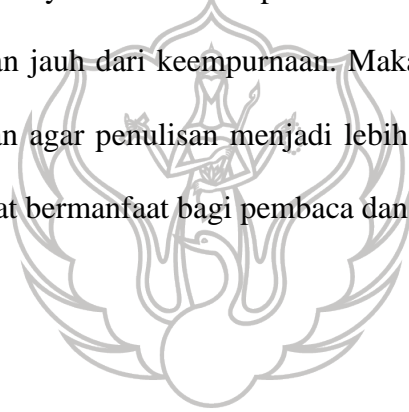 an jauh dari keempurnaan. Maka
an agar penulisan menjadi lebih
at bermanfaat bagi pembaca dan